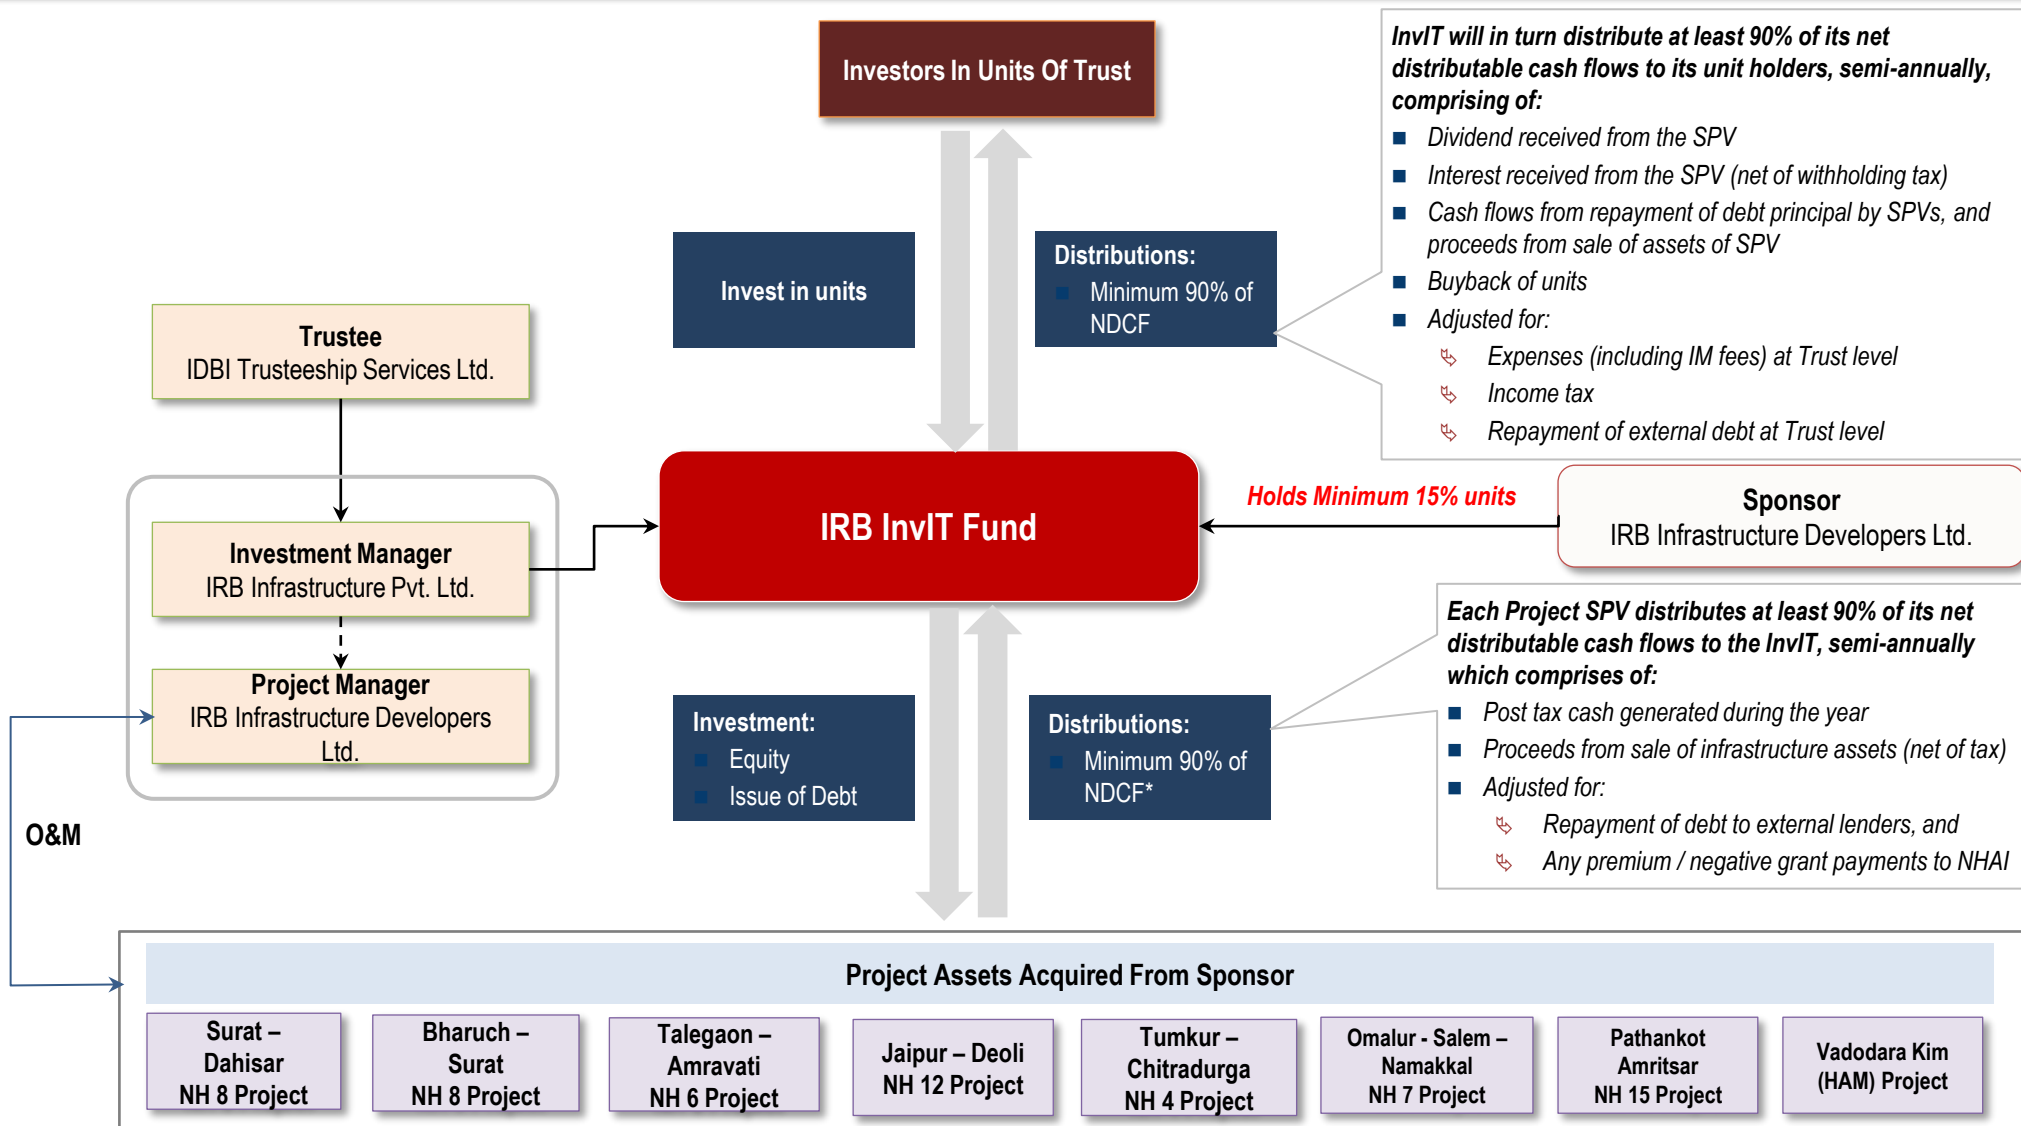 Investors In Units Of Trust
InvIT will in turn distribute at least 90% of its net
distributable cash flows to its unit holders, semi-annually,
comprising of:
Dividend received from the SPV
Interest received from the SPV (net of withholding tax)
Cash flows from repayment of debt principal by SPVs, and
proceeds from sale of assets of SPV
Buyback of units
Adjusted for:
Expenses (including IM fees) at Trust level
Income tax
Repayment of external debt at Trust level
Invest in units
Distributions:
Minimum 90% of
NDCF
Trustee
IDBI Trusteeship Services Ltd.
Investment Manager
IRB Infrastructure Pvt. Ltd.
Project Manager
IRB Infrastructure Developers
Ltd.
IRB InvIT Fund
Holds Minimum 15% units
Sponsor
IRB Infrastructure Developers Ltd.
Each Project SPV distributes at least 90% of its net
distributable cash flows to the InvIT, semi-annually
which comprises of:
Post tax cash generated during the year
Proceeds from sale of infrastructure assets (net of tax)
Adjusted for:
Repayment of debt to external lenders, and
Any premium / negative grant payments to NHAI
Investment:
Equity
Issue of Debt
Distributions:
Minimum 90% of
NDCF*
O&M
Project Assets Acquired From Sponsor
Surat –
Dahisar
NH 8 Project
Bharuch –
Surat
NH 8 Project
Talegaon –
Amravati
NH 6 Project
Jaipur – Deoli
NH 12 Project
Tumkur –
Chitradurga
NH 4 Project
Omalur - Salem –
Namakkal
NH 7 Project
Pathankot
Amritsar
NH 15 Project
Vadodara Kim
(HAM) Project